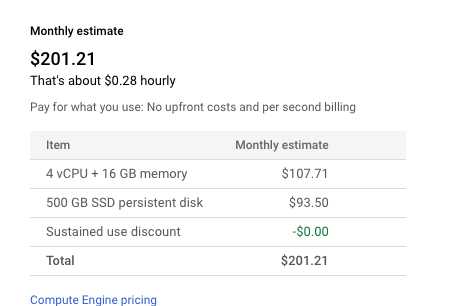 Monthly estimate
$201.21
That's about $0.28 hourly
Pay for what you use: No upfront costs and per second billing
Item Monthly estimate
4 vCPU + 16 GB memory $107.71
500 GB SSD persistent disk $93.50
Sustained use discount -$0.00
Total $201.21
Compute Engine pricing